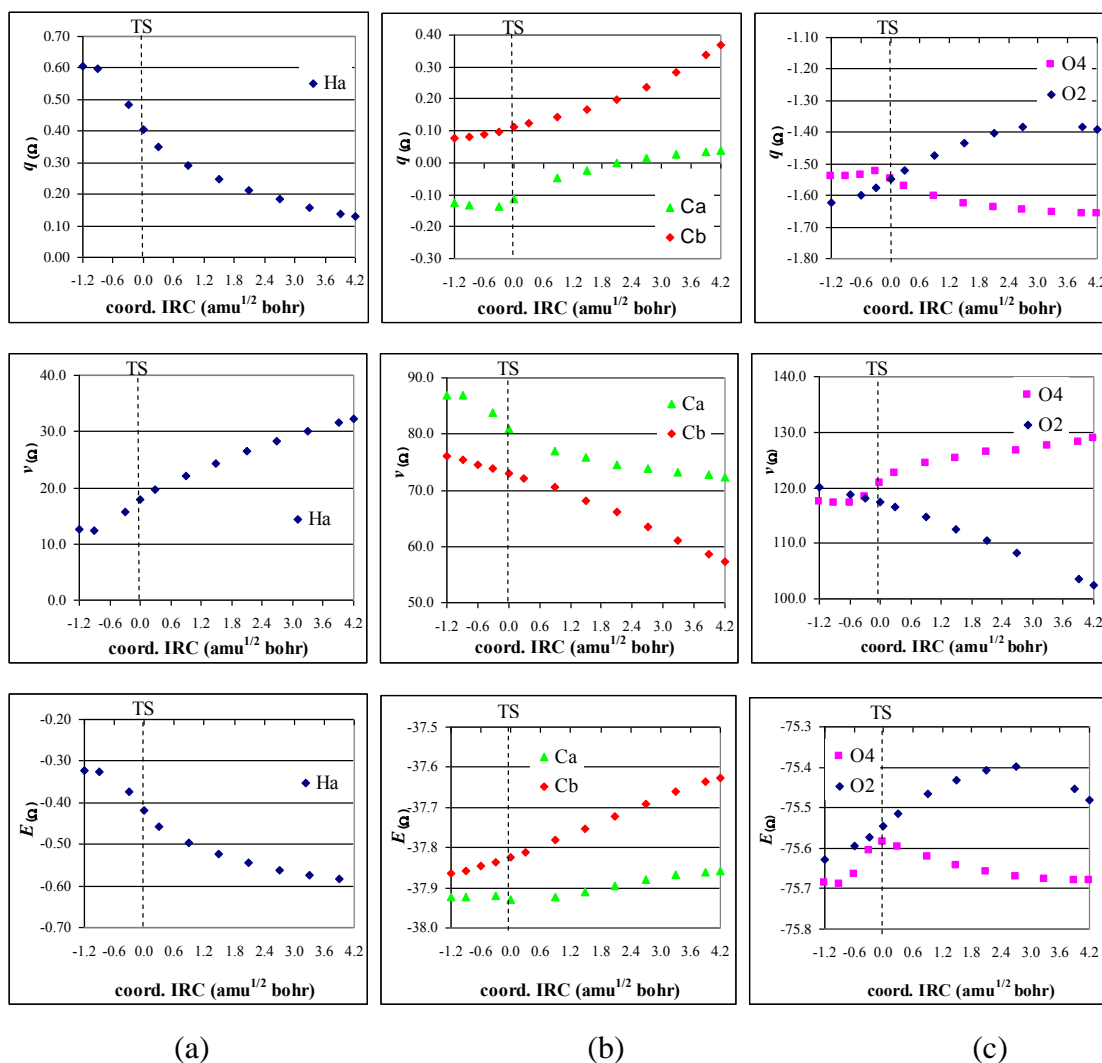 TS
0.70
0.60
0.50
0.40
0.30
0.20
0.10
0.00
q(Ω)
Ha
-1.2 -0.6 0.0 0.6 1.2 1.8 2.4 3.0 3.6 4.2
coord. IRC (amu1/2 bohr)
TS
0.40
0.30
0.20
0.10
0.00
-0.10
-0.20
-0.30
q(Ω)
Ca
Cb
-1.2 -0.6 0.0 0.6 1.2 1.8 2.4 3.0 3.6 4.2
coord. IRC (amu1/2 bohr)
TS
-1.10
-1.20
-1.30
-1.40
-1.50
-1.60
-1.70
-1.80
q(Ω)
O4
O2
-1.2 -0.6 0.0 0.6 1.2 1.8 2.4 3.0 3.6 4.2
coord. IRC (amu1/2 bohr)
TS
40.0
30.0
20.0
10.0
0.0
v(Ω)
Ha
-1.2 -0.6 0.0 0.6 1.2 1.8 2.4 3.0 3.6 4.2
coord. IRC (amu1/2 bohr)
TS
90.0
80.0
70.0
60.0
50.0
v(Ω)
Ca
Cb
-1.2 -0.6 0.0 0.6 1.2 1.8 2.4 3.0 3.6 4.2
coord. IRC (amu1/2 bohr)
TS
140.0
130.0
120.0
110.0
100.0
v(Ω)
O4
O2
-1.2 -0.6 0.0 0.6 1.2 1.8 2.4 3.0 3.6 4.2
coord. IRC (amu1/2 bohr)
TS
-0.20
-0.30
-0.40
-0.50
-0.60
-0.70
E(Ω)
Ha
-1.2 -0.6 0.0 0.6 1.2 1.8 2.4 3.0 3.6 4.2
coord. IRC (amu1/2 bohr)
TS
-37.5
-37.6
-37.7
-37.8
-37.9
-38.0
E(Ω)
Ca
Cb
-1.2 -0.6 0.0 0.6 1.2 1.8 2.4 3.0 3.6 4.2
coord. IRC (amu1/2 bohr)
TS
-75.3
-75.4
-75.5
-75.6
-75.7
-75.8
E(Ω)
O4
O2
-1.2 -0.6 0.0 0.6 1.2 1.8 2.4 3.0 3.6 4.2
coord. IRC (amu1/2 bohr)
(a) (b) (c)